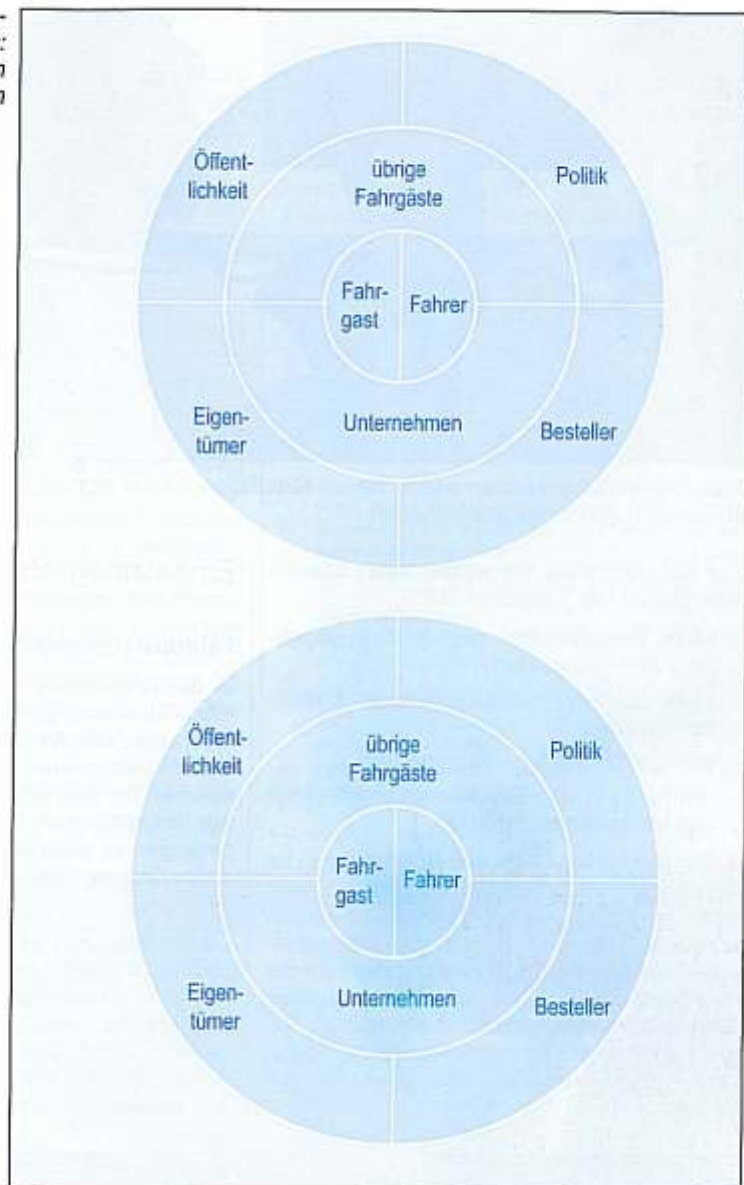 Öffent-
lichkeit
übrige
Fahrgäste
Politik
Fahr-
gast
Fahrer
Eigen-
tümer
Unternehmen
Besteller
Öffent-
lichkeit
übrige
Fahrgäste
Politik
Fahr-
gast
Fahrer
Eigen-
tümer
Unternehmen
Besteller